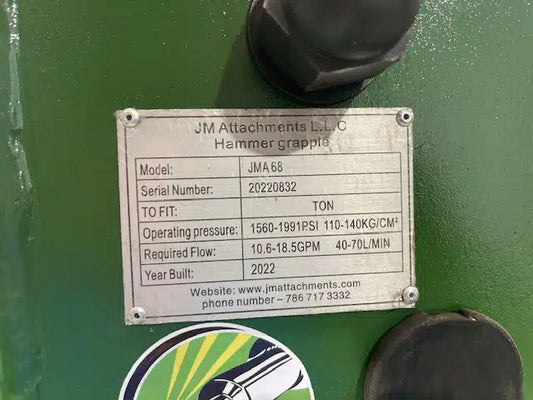 JM Attachments L.L.C
Hammer grapple
Model: JMA68
Serial Number: 20220832
TO FIT: TON
Operating pressure: 1560-1991PSI 110-140KG/CM²
Required Flow: 10.6-18.5GPM 40-70L/MIN
Year Built: 2022
Website: www.jmattachments.com
phone number – 786 717 3332